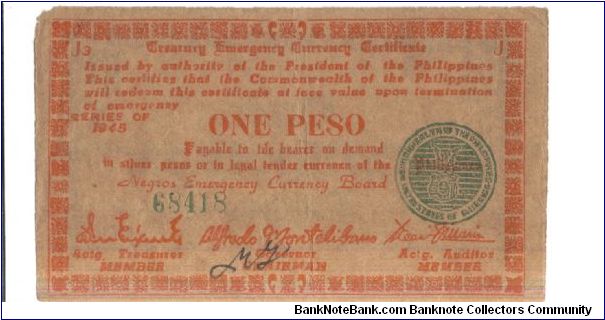 J3 Treasury Emergency Currency Certificate J
Issued by authority of the President of the Philippines
This certifies that the Commonwealth of the Philippines
will redeem this certificate at face value upon termination
of emergency
SERIES OF
1945
ONE PESO
Payable to the bearer on demand
in silver pesos or in legal tender currency of the
Negros Emergency Currency Board
68418
Alfredo Montelibano
Actg. Treasurer Governor Actg. Auditor
MEMBER CHAIRMAN MEMBER
BankNoteBank.com Banknote Collectors Community